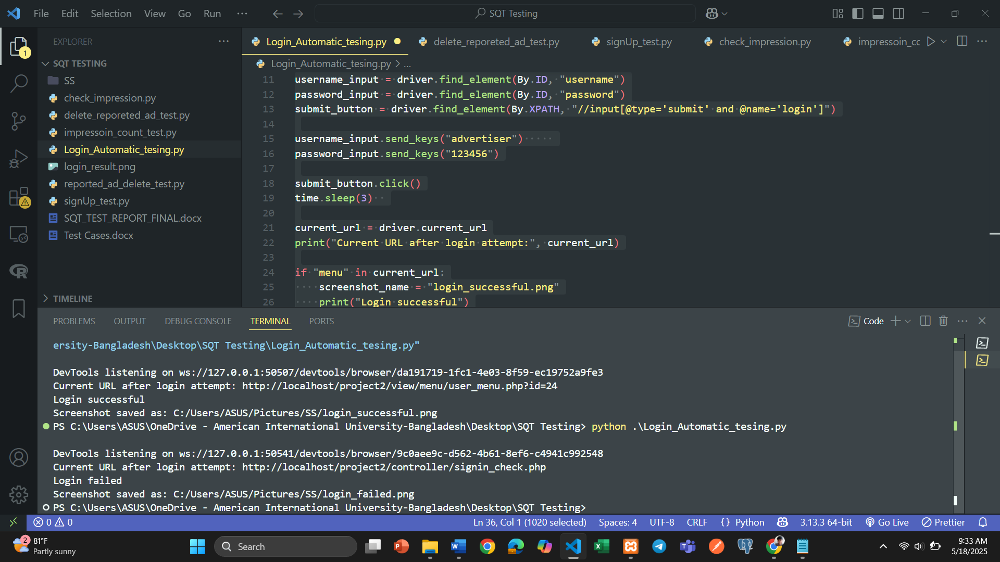 File Edit Selection View Go Run ···
SQT Testing
EXPLORER ···
1
SQT TESTING
SS
check_impression.py
delete_reporeted_ad_test.py
impressoin_count_test.py
Login_Automatic_tesing.py
login_result.png
reported_ad_delete_test.py
signUp_test.py
SQT_TEST_REPORT_FINAL.docx
Test Cases.docx
TIMELINE
Login_Automatic_tesing.py delete_reporeted_ad_test.py signUp_test.py check_impression.py impressoin_cc ···
Login_Automatic_tesing.py > ...
11 username_input = driver.find_element(By.ID, "username")
12 password_input = driver.find_element(By.ID, "password")
13 submit_button = driver.find_element(By.XPATH, "//input[@type='submit' and @name='login']")
14
15 username_input.send_keys("advertiser")
16 password_input.send_keys("123456")
17
18 submit_button.click()
19 time.sleep(3)
20
21 current_url = driver.current_url
22 print("Current URL after login attempt:", current_url)
23
24 if "menu" in current_url:
25     screenshot_name = "login_successful.png"
26     print("Login successful")
PROBLEMS OUTPUT DEBUG CONSOLE TERMINAL PORTS
Code ···
ersity-Bangladesh\Desktop\SQT Testing\Login_Automatic_tesing.py"
DevTools listening on ws://127.0.0.1:50507/devtools/browser/da191719-1fc1-4e03-8f59-ec19752a9fe3
Current URL after login attempt: http://localhost/project2/view/menu/user_menu.php?id=24
Login successful
Screenshot saved as: C:/Users/ASUS/Pictures/SS/login_successful.png
PS C:\Users\ASUS\OneDrive - American International University-Bangladesh\Desktop\SQT Testing> python .\Login_Automatic_tesing.py
DevTools listening on ws://127.0.0.1:50541/devtools/browser/9c0aee9c-d562-4b61-8ef6-c4941c992548
Current URL after login attempt: http://localhost/project2/controller/signin_check.php
Login failed
Screenshot saved as: C:/Users/ASUS/Pictures/SS/login_failed.png
PS C:\Users\ASUS\OneDrive - American International University-Bangladesh\Desktop\SQT Testing>
0 0
Ln 36, Col 1 (1020 selected) Spaces: 4 UTF-8 CRLF {} Python 3.13.3 64-bit Go Live Prettier
2
81°F
Partly sunny
Search
9:33 AM
5/18/2025